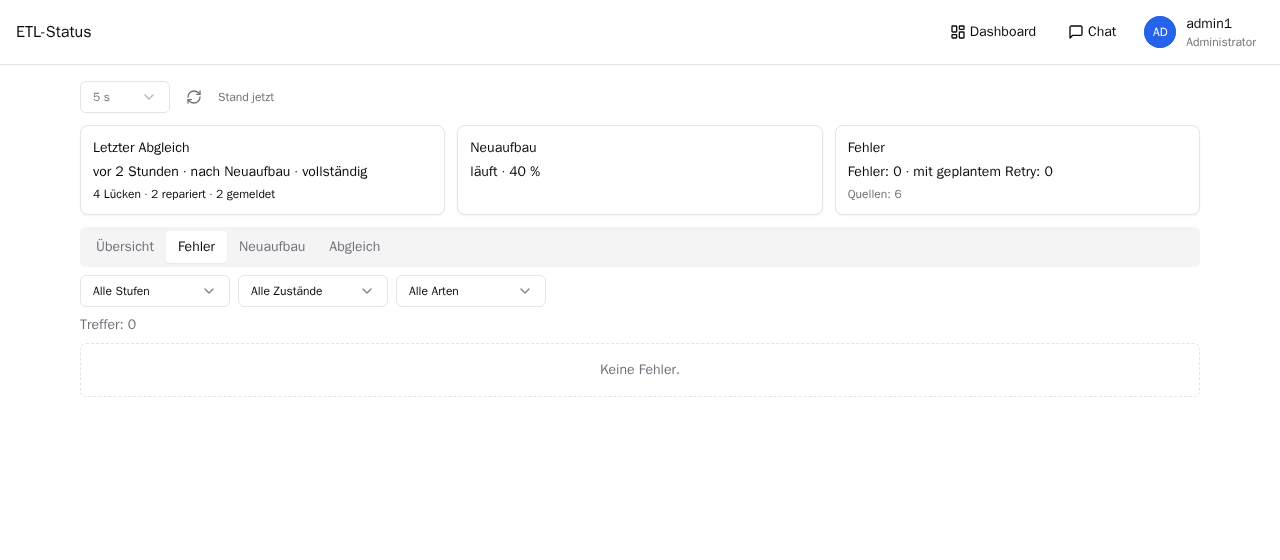 ETL-Status
Dashboard
Chat
AD
admin1
Administrator
5 s
Stand jetzt
Letzter Abgleich
vor 2 Stunden · nach Neuaufbau · vollständig
4 Lücken · 2 repariert · 2 gemeldet
Neuaufbau
läuft · 40 %
Fehler
Fehler: 0 · mit geplantem Retry: 0
Quellen: 6
Übersicht
Fehler
Neuaufbau
Abgleich
Alle Stufen
Alle Zustände
Alle Arten
Treffer: 0
Keine Fehler.